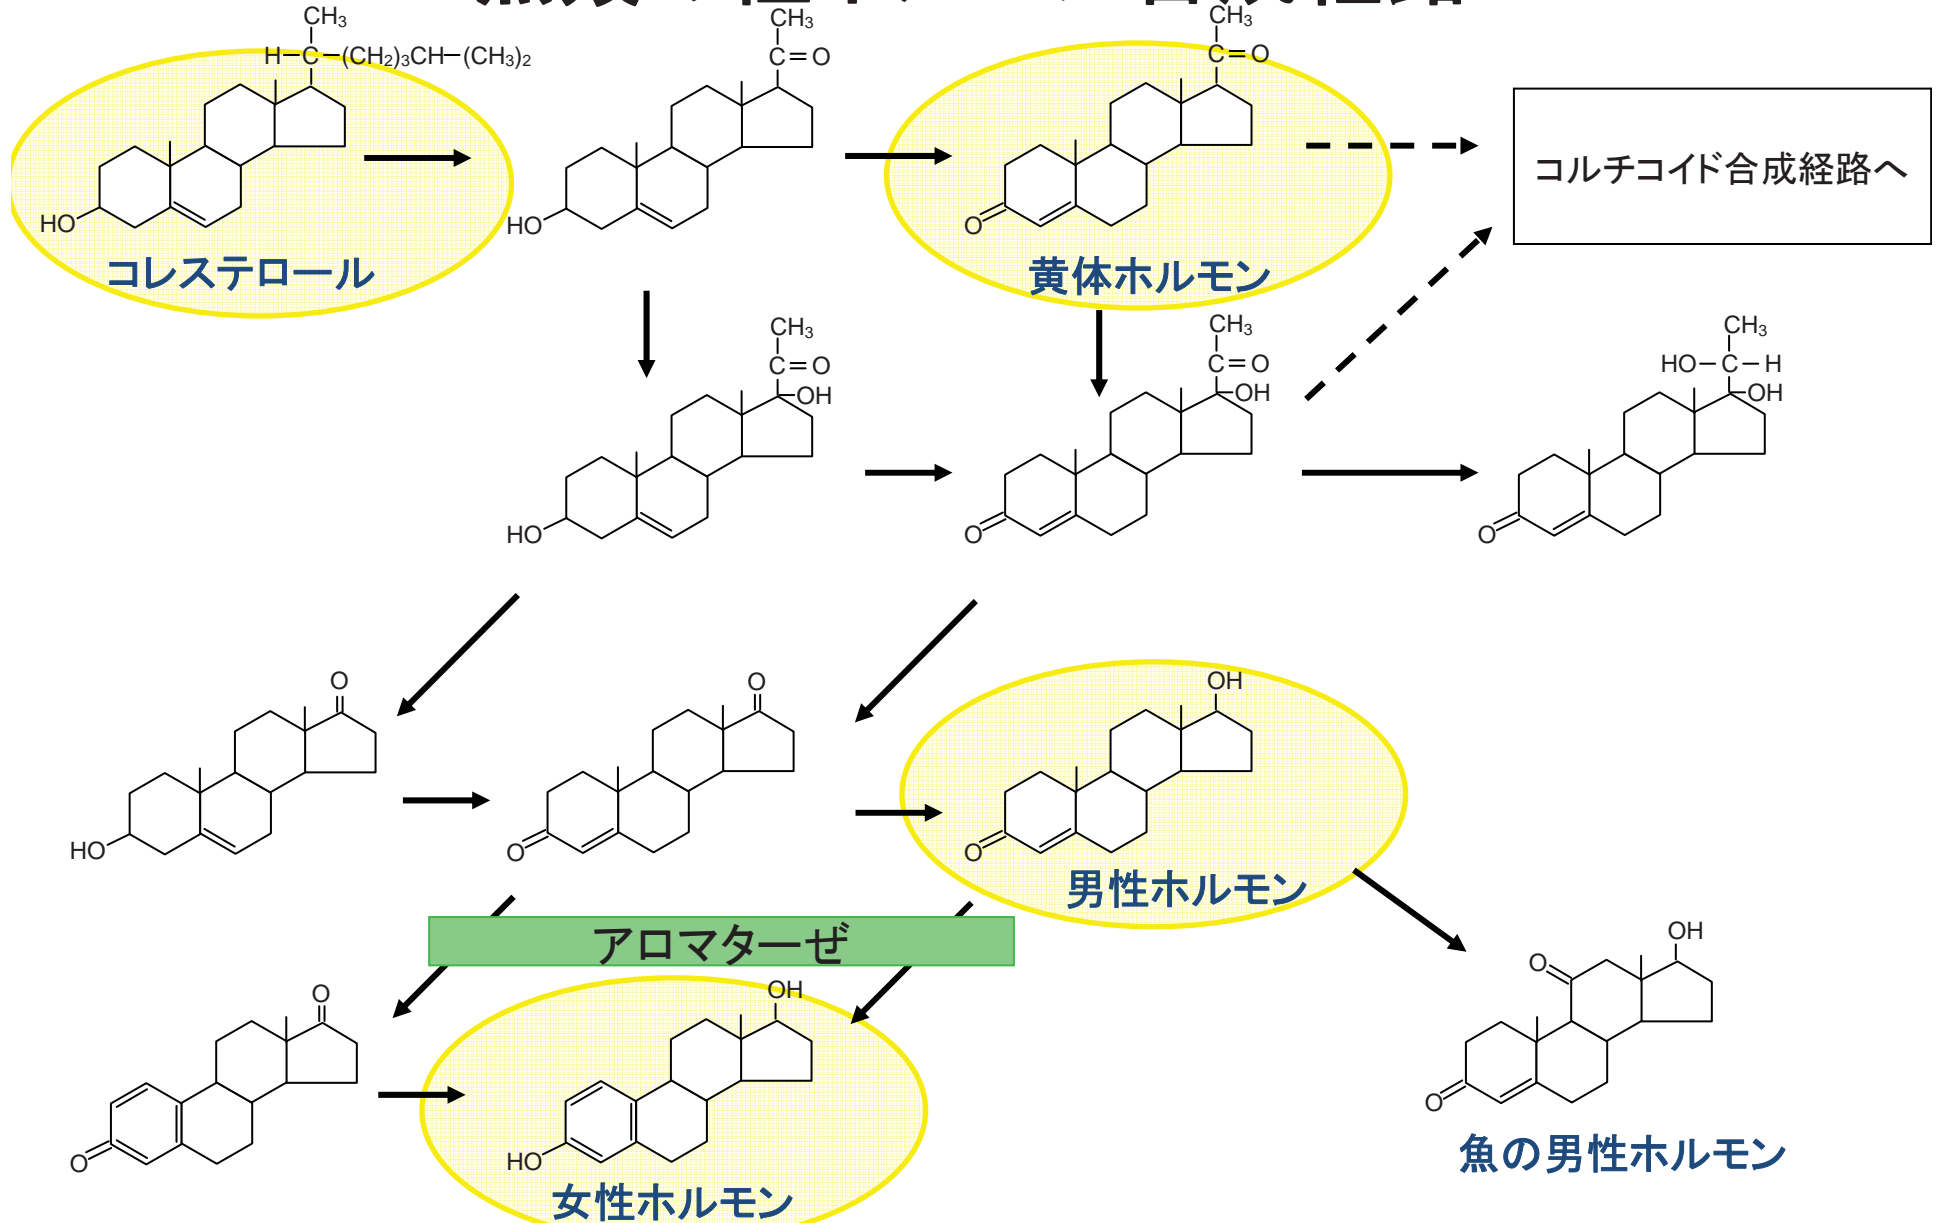 CH₃
H–C–(CH₂)₃CH–(CH₃)₂
HO
コレステロール
CH₃
C=O
HO
CH₃
C=O
O
黄体ホルモン
コルチコイド合成経路へ
CH₃
C=O
OH
HO
CH₃
C=O
OH
O
CH₃
HO–C–H
OH
O
O
HO
O
O
OH
O
男性ホルモン
アロマターぜ
O
O
OH
HO
女性ホルモン
OH
O
O
魚の男性ホルモン